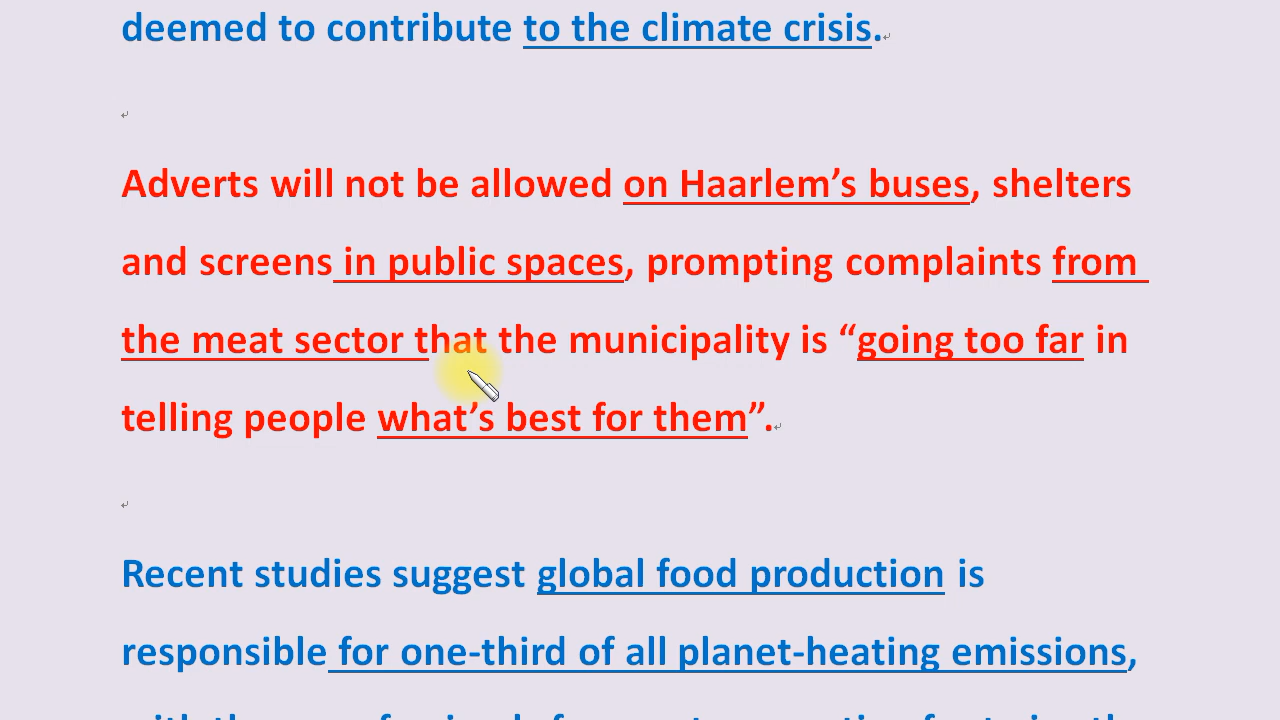 deemed to contribute to the climate crisis.
Adverts will not be allowed on Haarlem’s buses, shelters
and screens in public spaces, prompting complaints from
the meat sector that the municipality is “going too far in
telling people what’s best for them”.
Recent studies suggest global food production is
responsible for one-third of all planet-heating emissions,